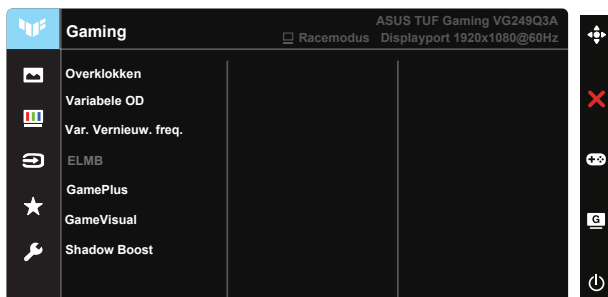 ASUS TUF Gaming VG249Q3A
Gaming
Racemodus Displayport 1920x1080@60Hz
Overklokken
Variabele OD
Var. Vernieuw. freq.
ELMB
GamePlus
GameVisual
Shadow Boost
G